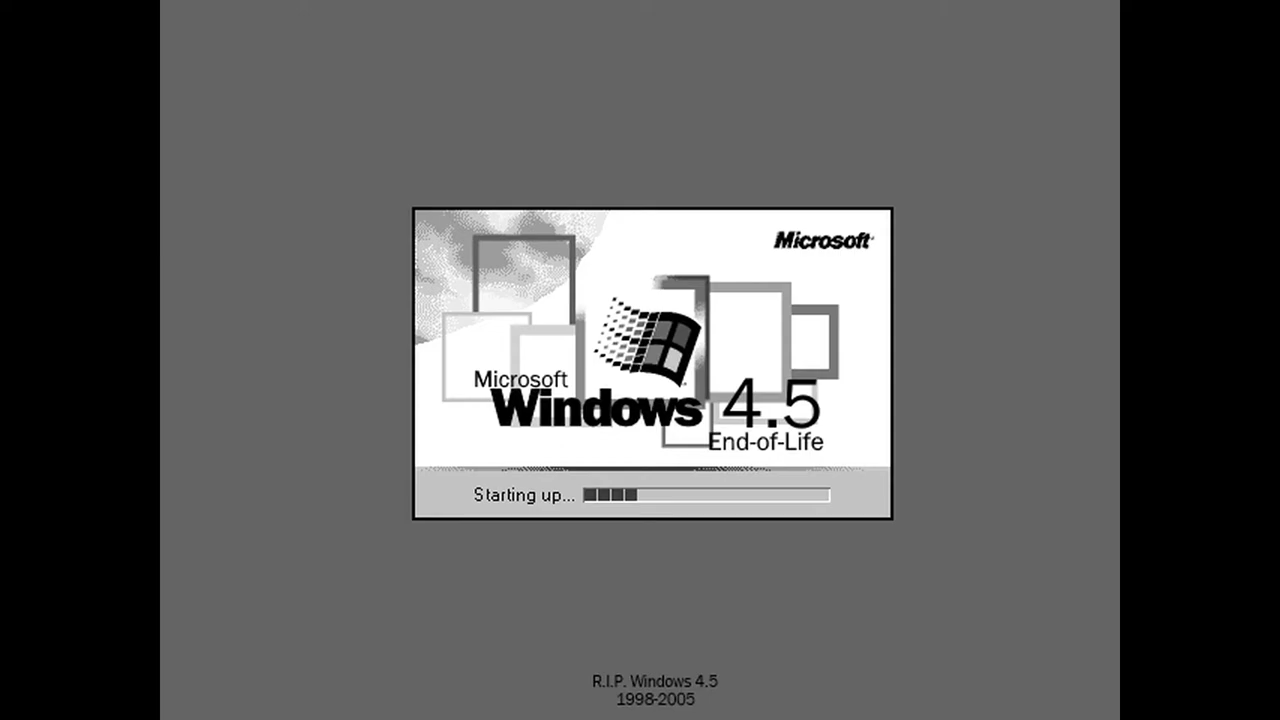 Microsoft
Microsoft
Windows 4.5
End-of-Life
Starting up...
R.I.P. Windows 4.5
1998-2005